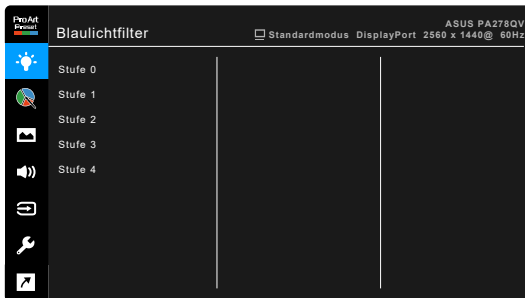 ProArt
Preset
Blaulichtfilter
ASUS PA278QV
Standardmodus DisplayPort 2560 x 1440@ 60Hz
Stufe 0
Stufe 1
Stufe 2
Stufe 3
Stufe 4